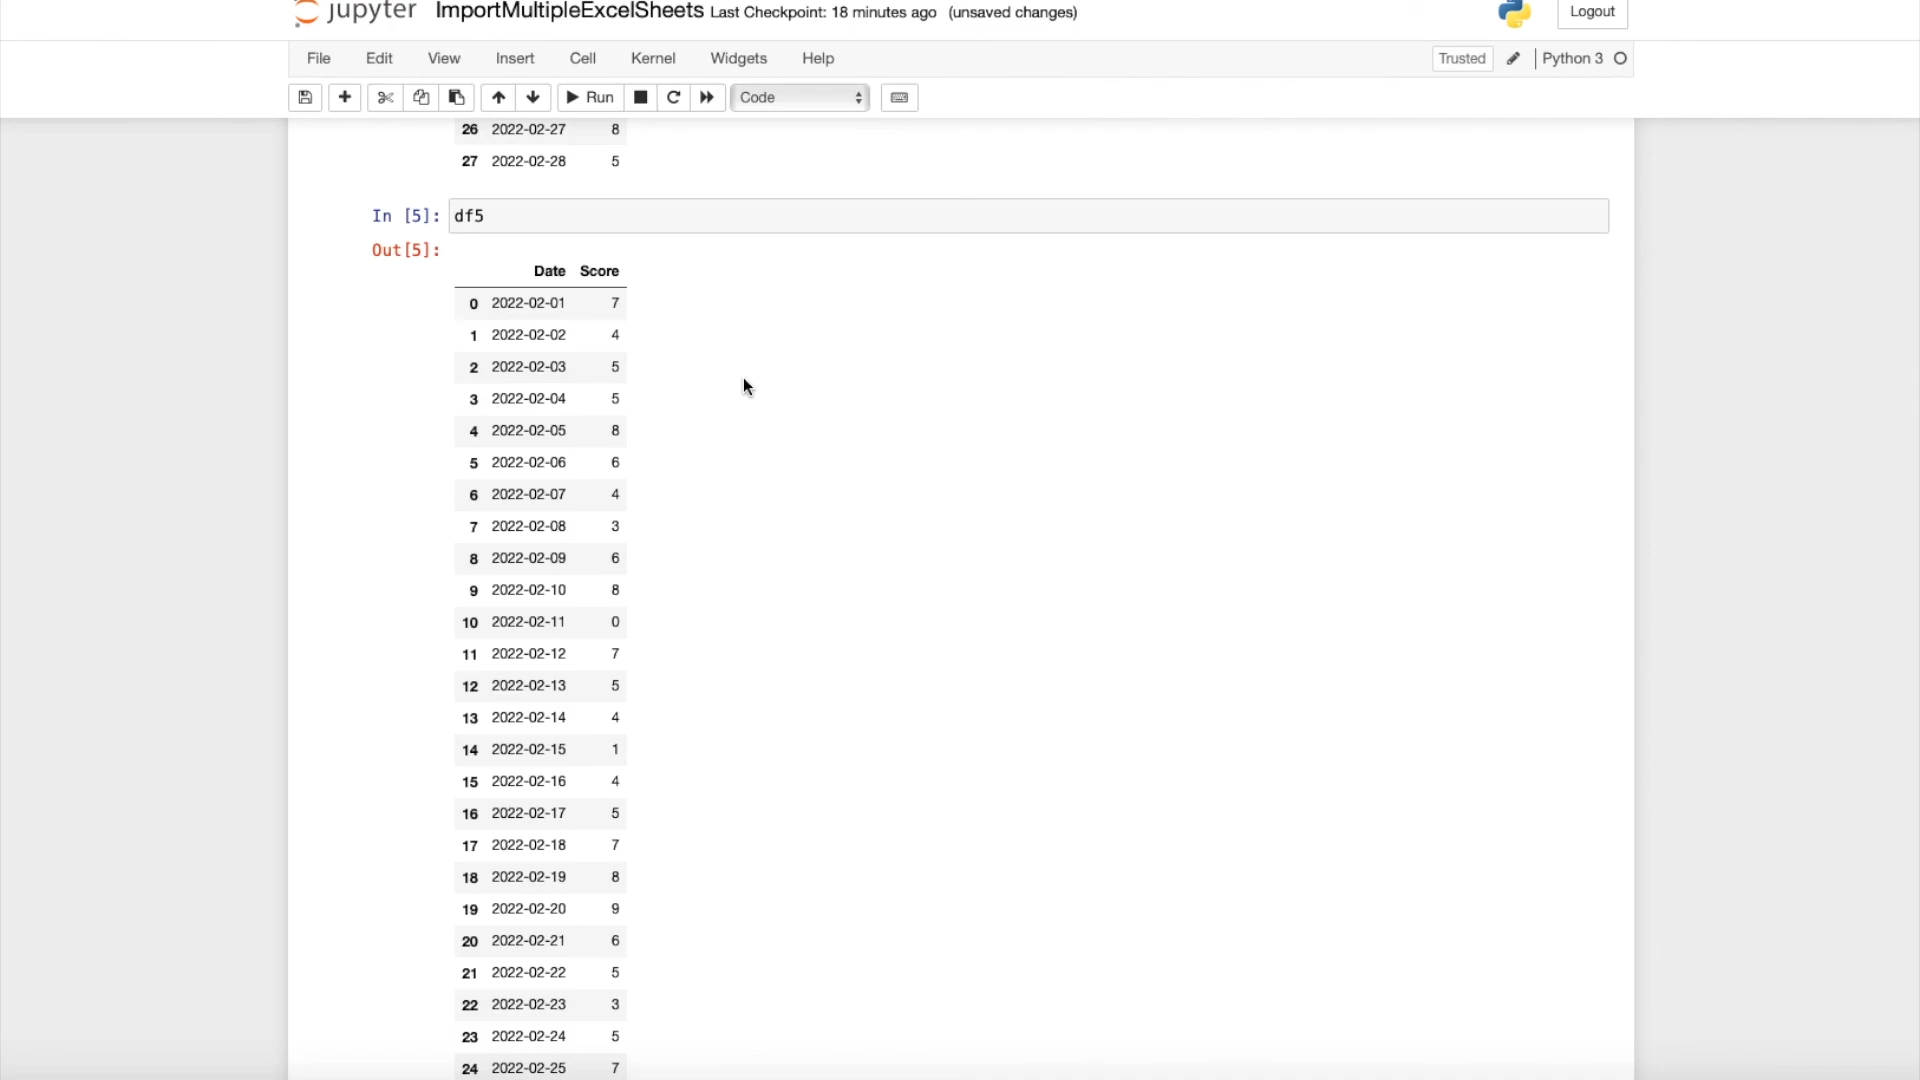 jupyter ImportMultipleExcelSheets Last Checkpoint: 18 minutes ago (unsaved changes) Logout
File Edit View Insert Cell Kernel Widgets Help Trusted Python 3
Run Code
26 2022-02-27 8
27 2022-02-28 5
In [5]: df5
Out[5]:
Date Score
0 2022-02-01 7
1 2022-02-02 4
2 2022-02-03 5
3 2022-02-04 5
4 2022-02-05 8
5 2022-02-06 6
6 2022-02-07 4
7 2022-02-08 3
8 2022-02-09 6
9 2022-02-10 8
10 2022-02-11 0
11 2022-02-12 7
12 2022-02-13 5
13 2022-02-14 4
14 2022-02-15 1
15 2022-02-16 4
16 2022-02-17 5
17 2022-02-18 7
18 2022-02-19 8
19 2022-02-20 9
20 2022-02-21 6
21 2022-02-22 5
22 2022-02-23 3
23 2022-02-24 5
24 2022-02-25 7